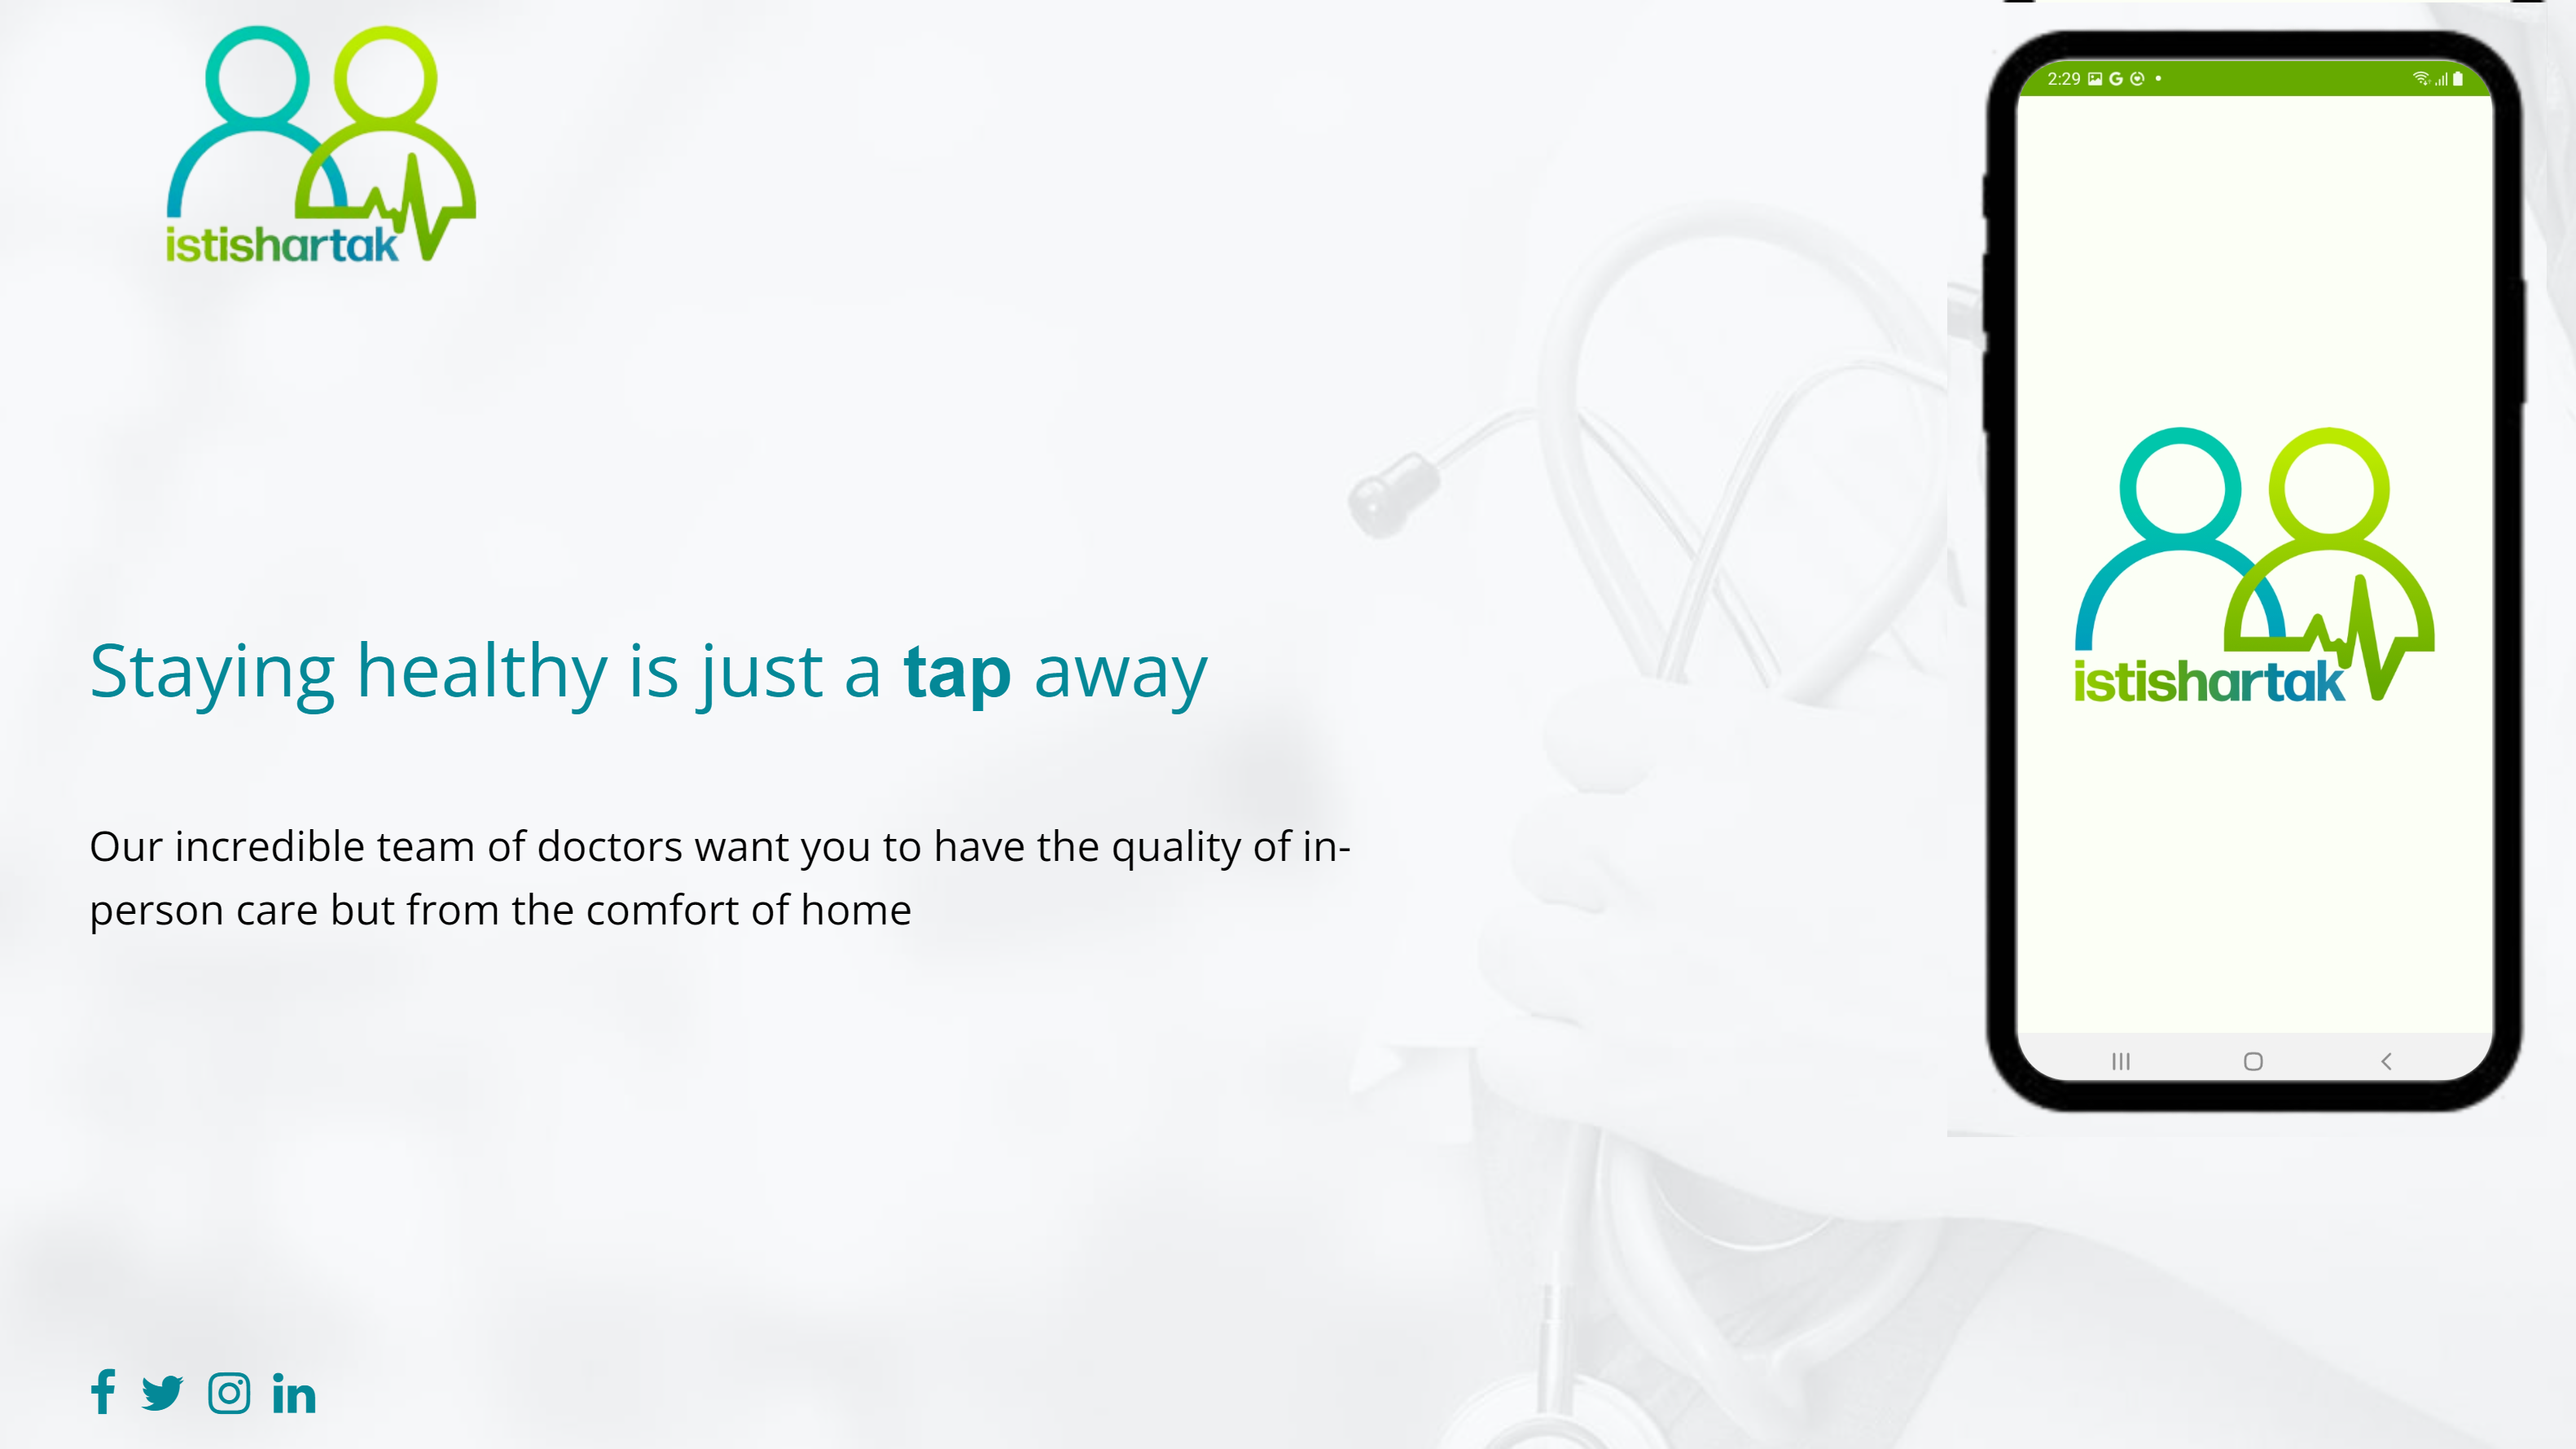 istishartak
Staying healthy is just a tap away
Our incredible team of doctors want you to have the quality of in-
person care but from the comfort of home
2:29
istishartak